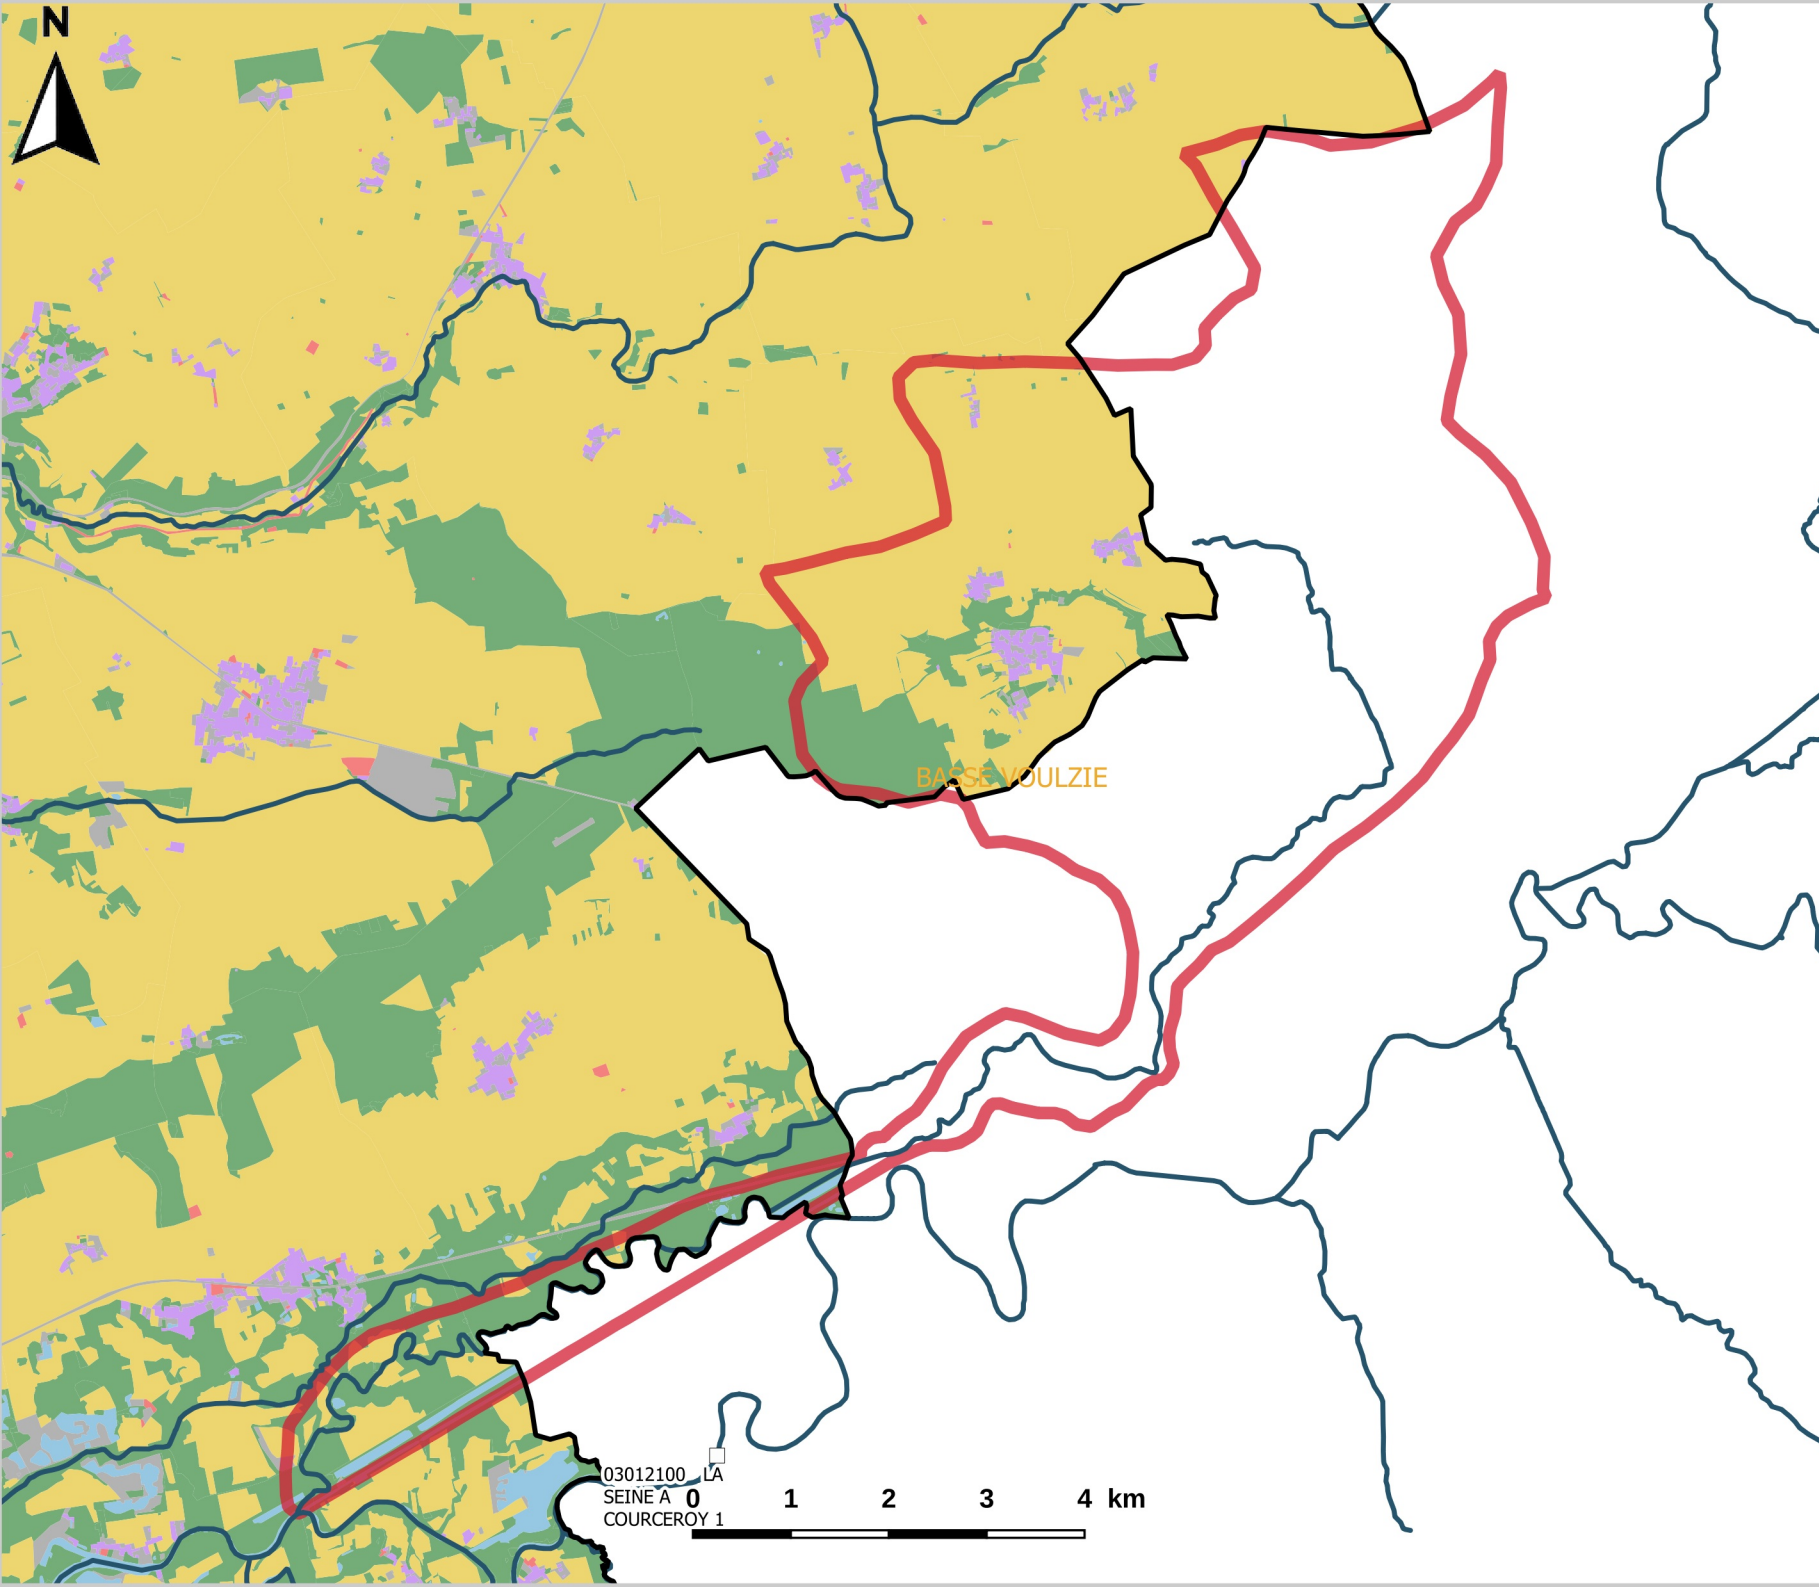 N
BASSE VOULZIE
03012100 LA
SEINE A
COURCEROY 1
0 1 2 3 4 km